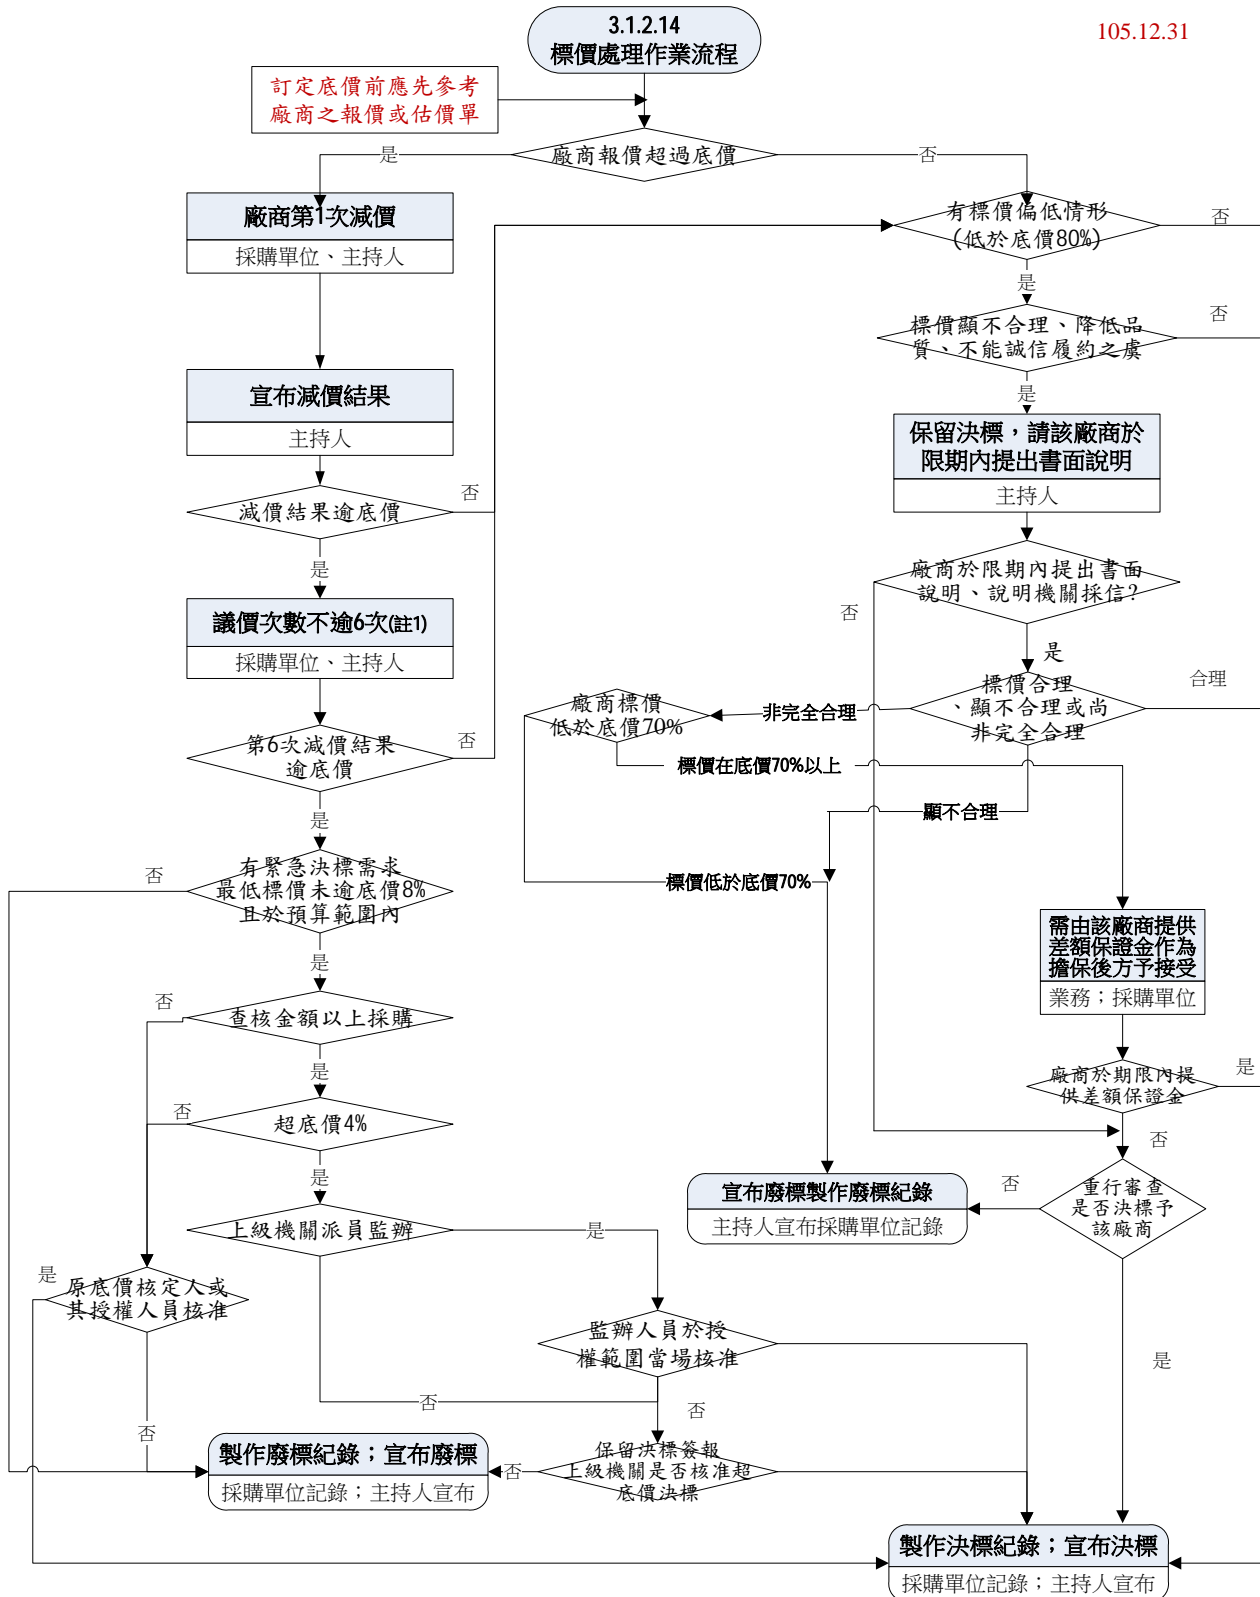 3.1.2.14
標價處理作業流程
105.12.31
訂定底價前應先參考
廠商之報價或估價單
廠商報價超過底價
是
否
廠商第1次減價
採購單位、主持人
有標價偏低情形
(低於底價80%)
否
是
標價顯不合理、降低品
質、不能誠信履約之虞
否
是
宣布減價結果
主持人
保留決標，請該廠商於
限期內提出書面說明
主持人
減價結果逾底價
否
是
廠商於限期內提出書面
說明、說明機關採信?
否
是
議價次數不逾6次(註1)
採購單位、主持人
標價合理
、顯不合理或尚
非完全合理
合理
非完全合理
廠商標價
低於底價70%
第6次減價結果
逾底價
否
是
標價在底價70%以上
顯不合理
標價低於底價70%
有緊急決標需求
最低標價未逾底價8%
且於預算範圍內
否
是
需由該廠商提供
差額保證金作為
擔保後方予接受
業務；採購單位
查核金額以上採購
否
是
廠商於期限內提
供差額保證金
是
否
超底價4%
否
是
宣布廢標製作廢標紀錄
主持人宣布採購單位記錄
否
重行審查
是否決標予
該廠商
是
上級機關派員監辦
是
否
是
原底價核定人或
其授權人員核准
否
監辦人員於授
權範圍當場核准
否
製作廢標紀錄；宣布廢標
採購單位記錄；主持人宣布
否
保留決標簽報
上級機關是否核准超
底價決標
製作決標紀錄；宣布決標
採購單位記錄；主持人宣布